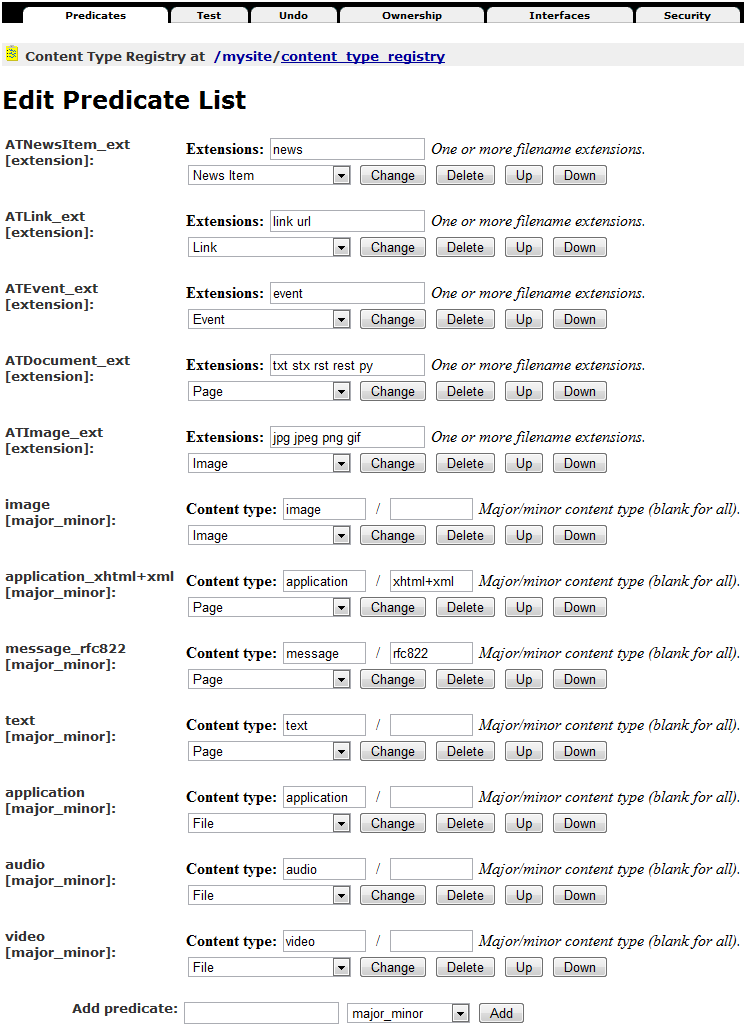 Predicates Test Undo Ownership Interfaces Security
Content Type Registry at /mysite/content_type_registry
Edit Predicate List
ATNewsItem_ext
[extension]:
Extensions: news One or more filename extensions.
News Item Change Delete Up Down
ATLink_ext
[extension]:
Extensions: link url One or more filename extensions.
Link Change Delete Up Down
ATEvent_ext
[extension]:
Extensions: event One or more filename extensions.
Event Change Delete Up Down
ATDocument_ext
[extension]:
Extensions: txt stx rst rest py One or more filename extensions.
Page Change Delete Up Down
ATImage_ext
[extension]:
Extensions: jpg jpeg png gif One or more filename extensions.
Image Change Delete Up Down
image
[major_minor]:
Content type: image / Major/minor content type (blank for all).
Image Change Delete Up Down
application_xhtml+xml
[major_minor]:
Content type: application / xhtml+xml Major/minor content type (blank for all).
Page Change Delete Up Down
message_rfc822
[major_minor]:
Content type: message / rfc822 Major/minor content type (blank for all).
Page Change Delete Up Down
text
[major_minor]:
Content type: text / Major/minor content type (blank for all).
Page Change Delete Up Down
application
[major_minor]:
Content type: application / Major/minor content type (blank for all).
File Change Delete Up Down
audio
[major_minor]:
Content type: audio / Major/minor content type (blank for all).
File Change Delete Up Down
video
[major_minor]:
Content type: video / Major/minor content type (blank for all).
File Change Delete Up Down
Add predicate: major_minor Add